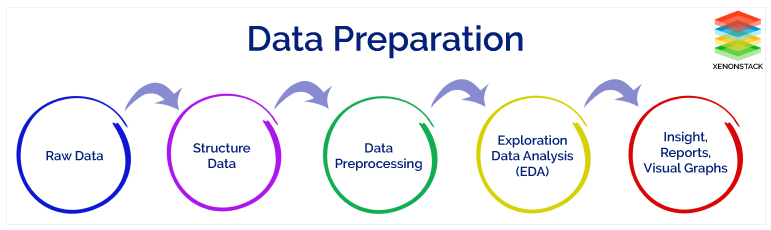 Data Preparation
XENONSTACK
Raw Data
Structure
Data
Data
Preprocessing
Exploration
Data Analysis
(EDA)
Insight,
Reports,
Visual Graphs